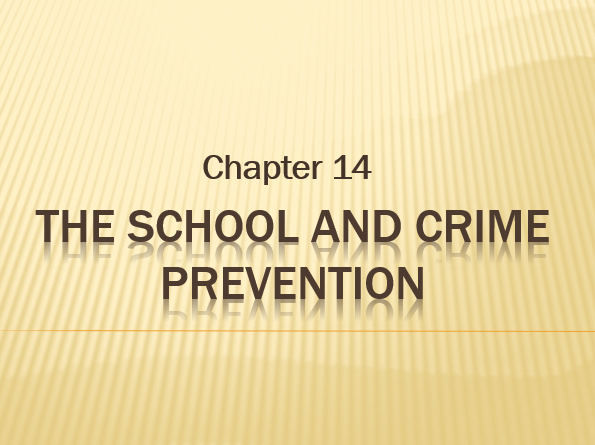 Chapter 14
THE SCHOOL AND CRIME
PREVENTION